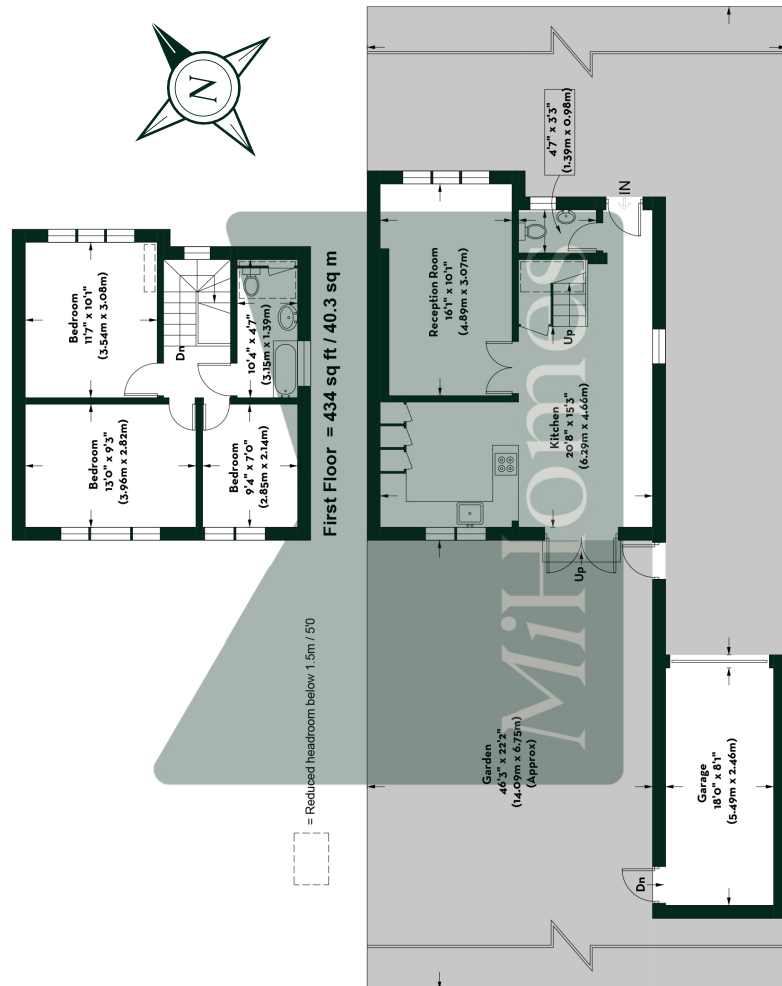 N
Bedroom
11'7" x 10'1"
(3.54m x 3.08m)
Dn
10'4" x 4'7"
(3.15m x 1.39m)
Bedroom
13'0" x 9'3"
(3.96m x 2.82m)
Bedroom
9'4" x 7'0"
(2.85m x 2.14m)
First Floor = 434 sq ft / 40.3 sq m
= Reduced headroom below 1.5m / 5'0
4'7" x 3'3"
(1.39m x 0.98m)
IN
Reception Room
16'1" x 10'1"
(4.89m x 3.07m)
Up
Kitchen
20'8" x 15'3"
(6.29m x 4.66m)
Up
MiHomes
Garden
46'3" x 22'2"
(14.09m x 6.75m)
(Approx)
Garage
18'0" x 8'1"
(5.49m x 2.46m)
Dn